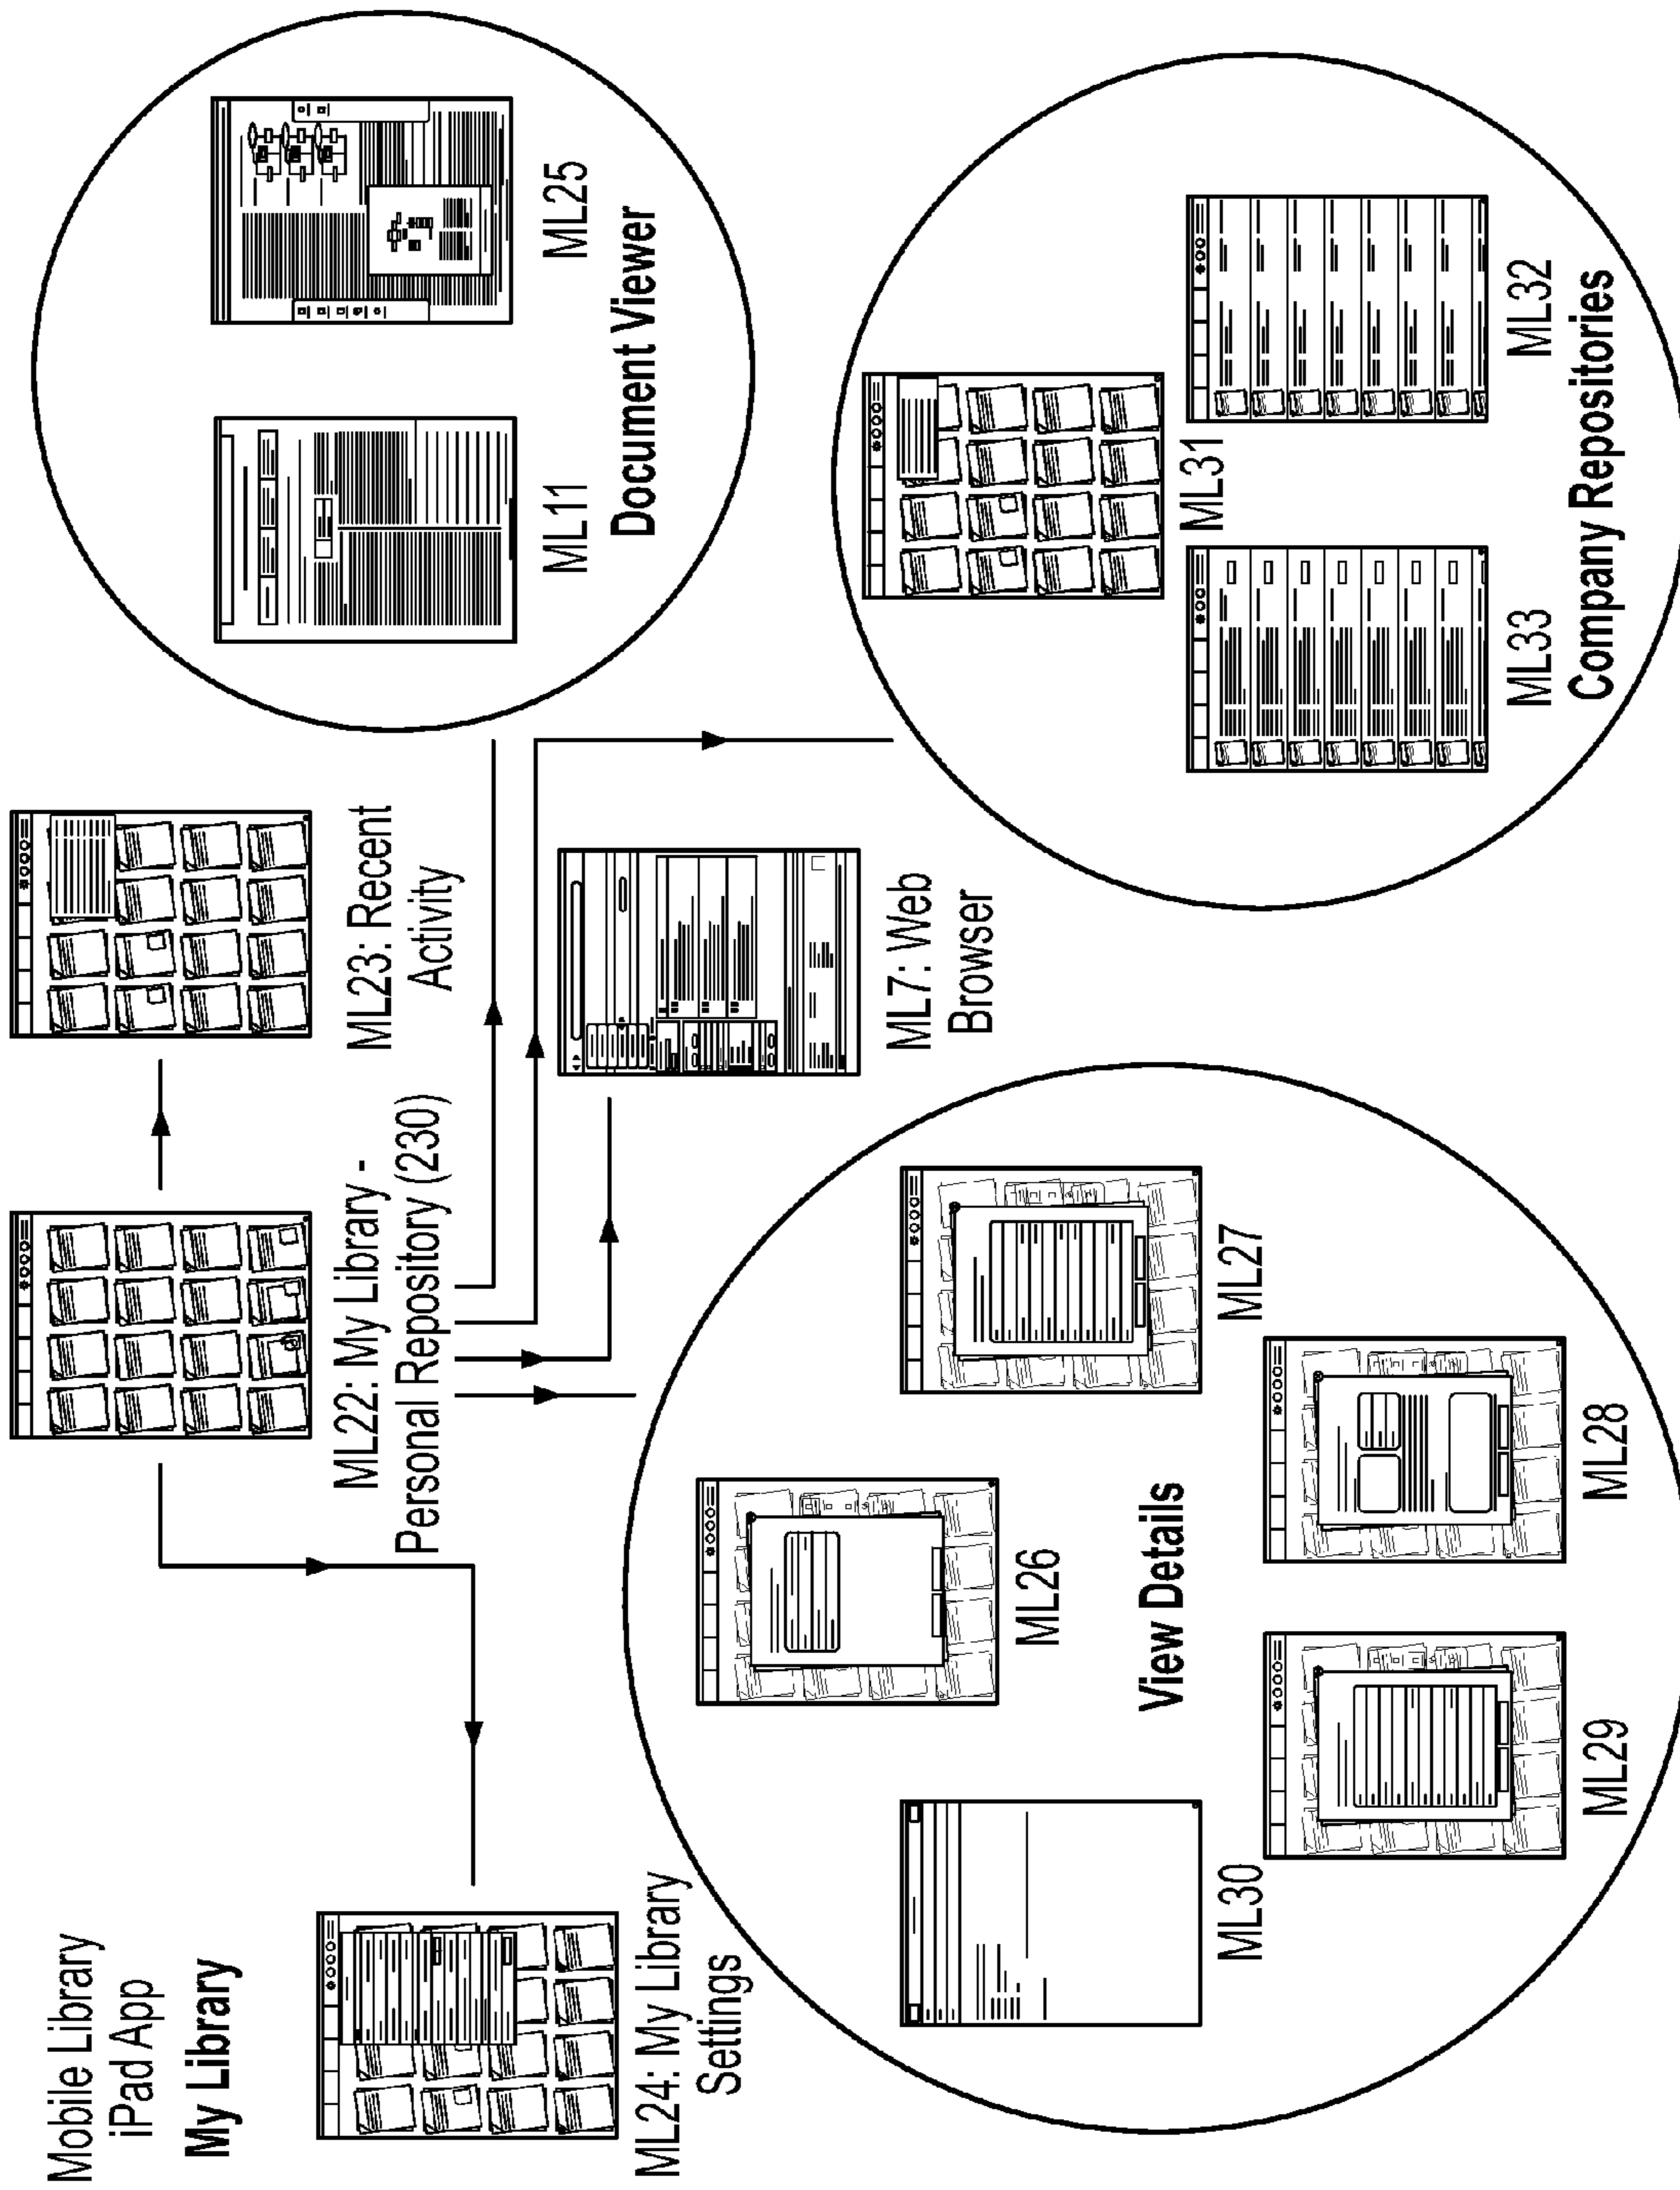 Mobile Library
iPad App
My Library
ML22: My Library -
Personal Repository (230)
ML23: Recent
Activity
ML24: My Library
Settings
ML7: Web
Browser
ML11
ML25
Document Viewer
ML26
ML27
ML30
View Details
ML29
ML28
ML31
ML33
ML32
Company Repositories